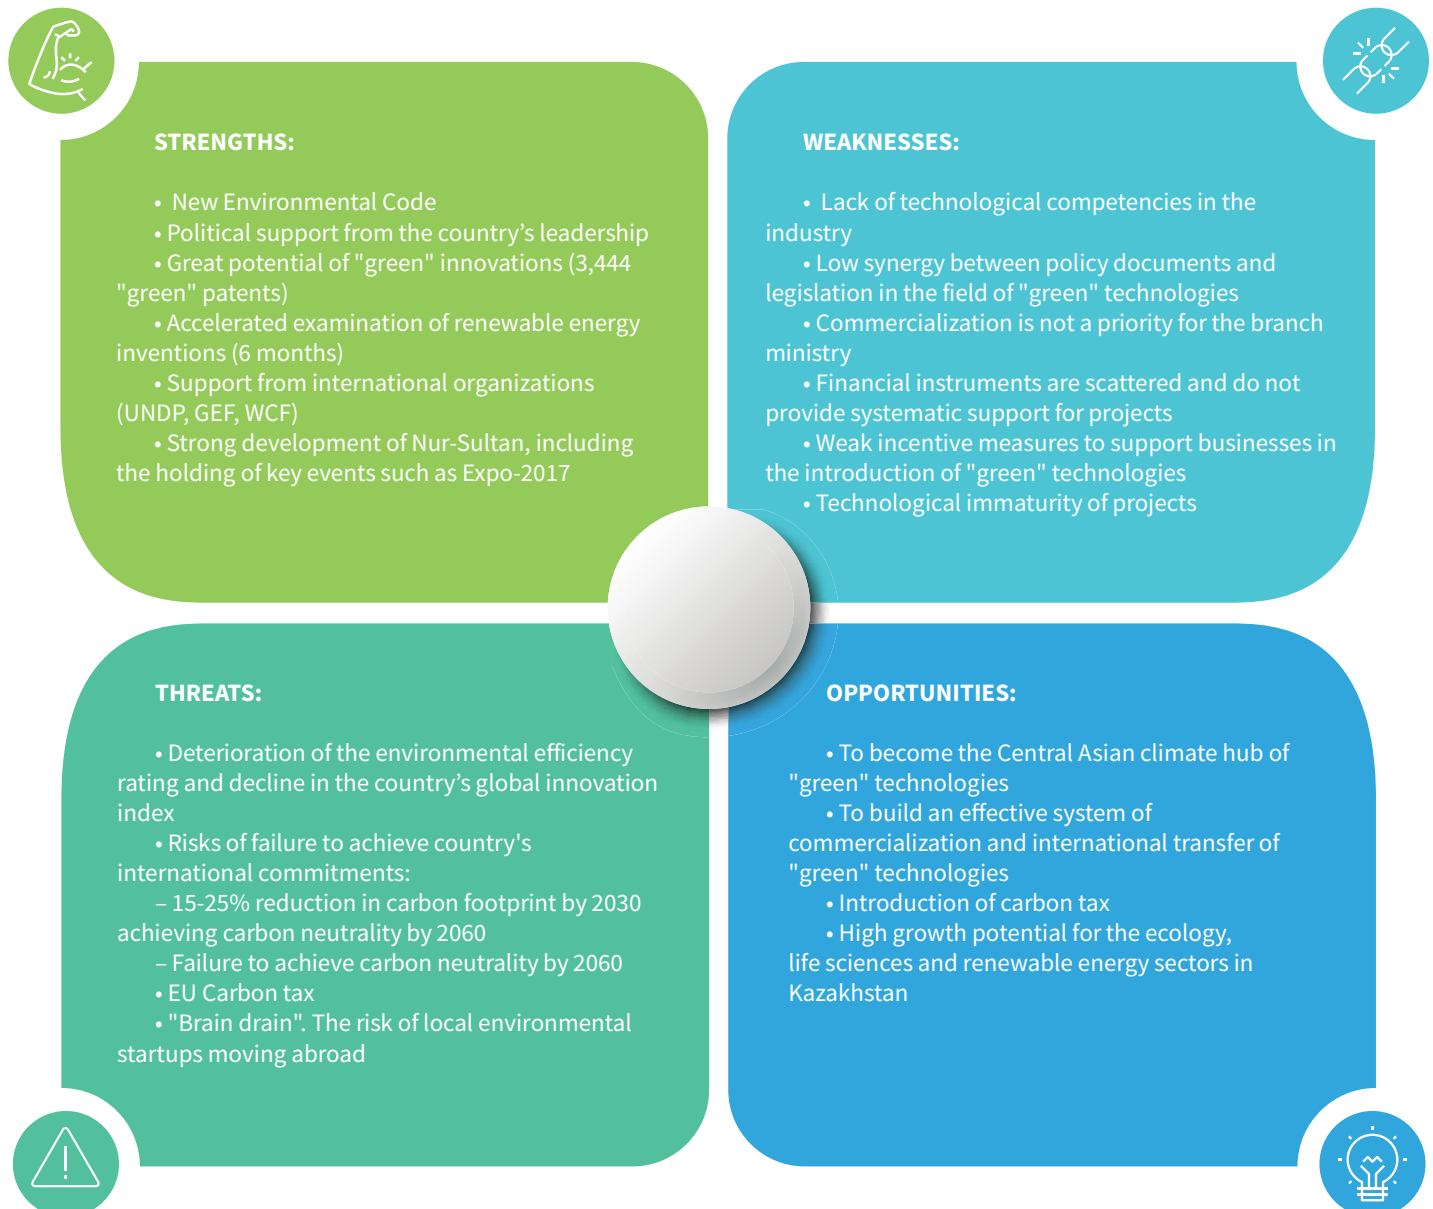 STRENGTHS:
• New Environmental Code
• Political support from the country’s leadership
• Great potential of "green" innovations (3,444
"green" patents)
• Accelerated examination of renewable energy
inventions (6 months)
• Support from international organizations
(UNDP, GEF, WCF)
• Strong development of Nur-Sultan, including
the holding of key events such as Expo-2017
WEAKNESSES:
• Lack of technological competencies in the
industry
• Low synergy between policy documents and
legislation in the field of "green" technologies
• Commercialization is not a priority for the branch
ministry
• Financial instruments are scattered and do not
provide systematic support for projects
• Weak incentive measures to support businesses in
the introduction of "green" technologies
• Technological immaturity of projects
THREATS:
• Deterioration of the environmental efficiency
rating and decline in the country’s global innovation
index
• Risks of failure to achieve country's
international commitments:
– 15-25% reduction in carbon footprint by 2030
achieving carbon neutrality by 2060
– Failure to achieve carbon neutrality by 2060
• EU Carbon tax
• "Brain drain". The risk of local environmental
startups moving abroad
OPPORTUNITIES:
• To become the Central Asian climate hub of
"green" technologies
• To build an effective system of
commercialization and international transfer of
"green" technologies
• Introduction of carbon tax
• High growth potential for the ecology,
life sciences and renewable energy sectors in
Kazakhstan